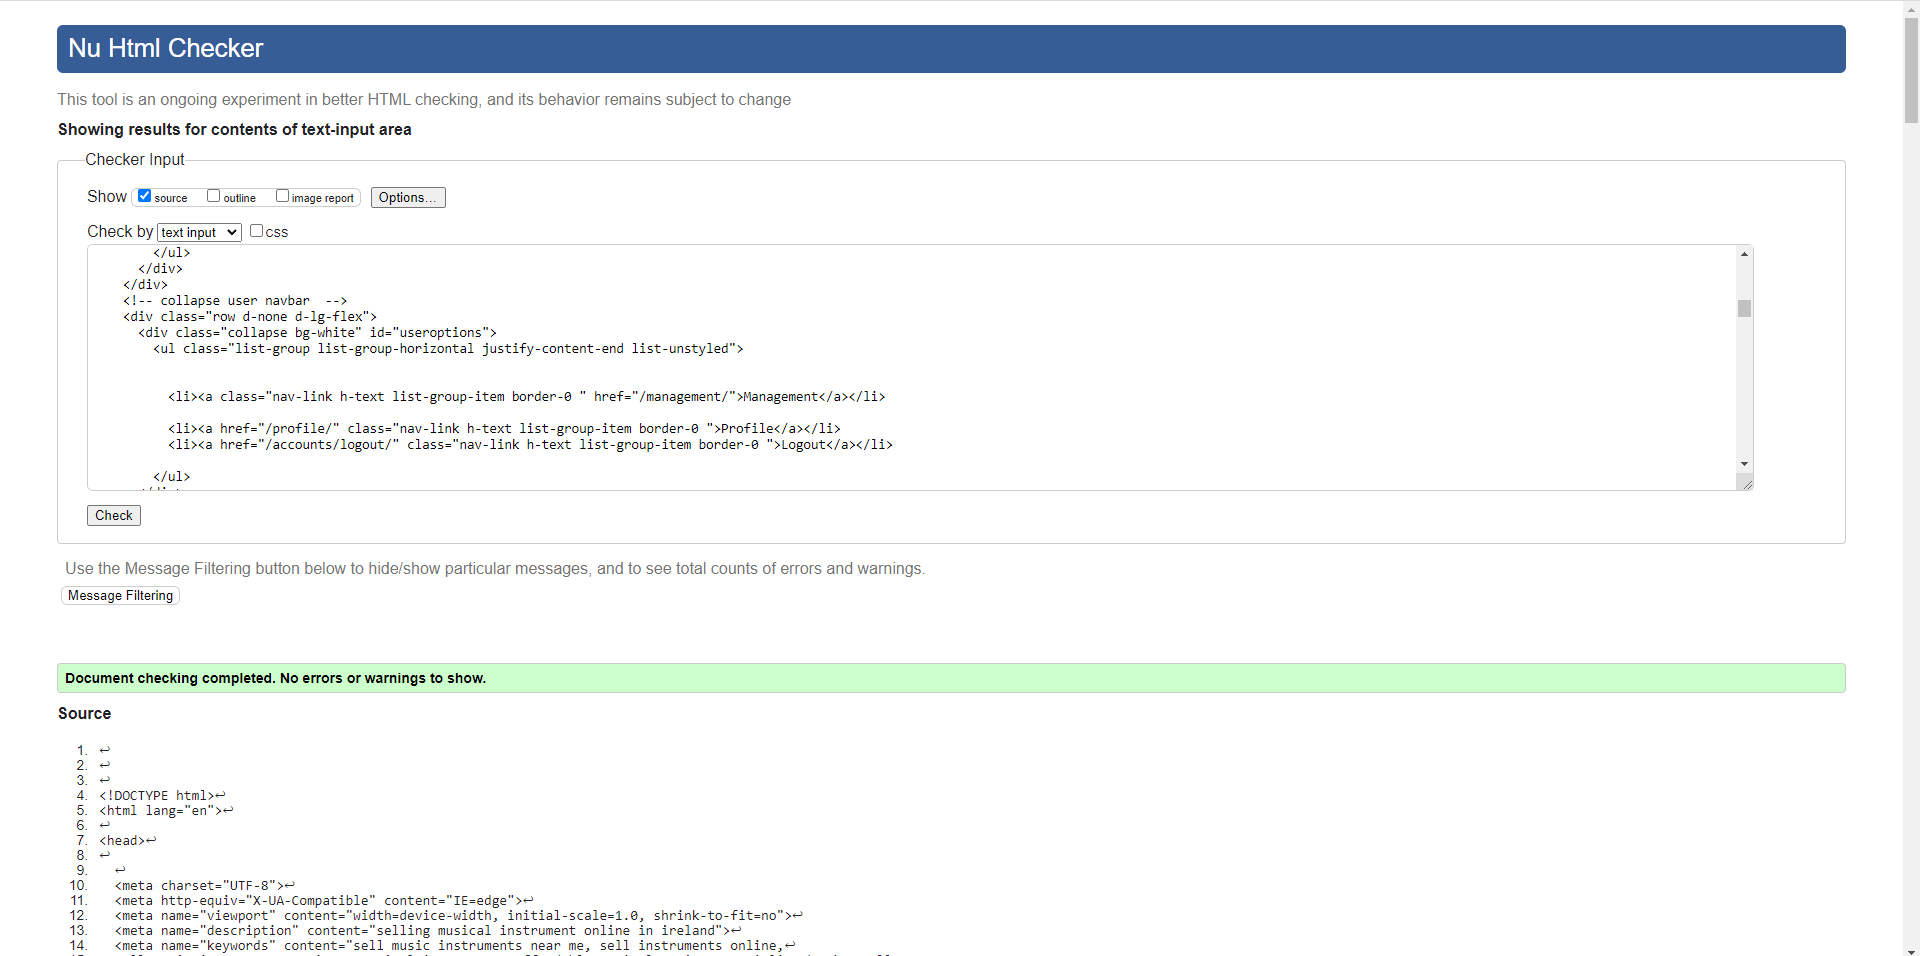 Nu Html Checker
This tool is an ongoing experiment in better HTML checking, and its behavior remains subject to change
Showing results for contents of text-input area
Checker Input
Show source outline image report Options...
Check by text input css
</ul>
</div>
</div>
<!-- collapse user navbar  -->
<div class="row d-none d-lg-flex">
<div class="collapse bg-white" id="useroptions">
<ul class="list-group list-group-horizontal justify-content-end list-unstyled">
<li><a class="nav-link h-text list-group-item border-0 " href="/management/">Management</a></li>
<li><a href="/profile/" class="nav-link h-text list-group-item border-0 ">Profile</a></li>
<li><a href="/accounts/logout/" class="nav-link h-text list-group-item border-0 ">Logout</a></li>
</ul>
Check
Use the Message Filtering button below to hide/show particular messages, and to see total counts of errors and warnings.
Message Filtering
Document checking completed. No errors or warnings to show.
Source
1. ↩
2. ↩
3. ↩
4. <!DOCTYPE html>↩
5. <html lang="en">↩
6. ↩
7. <head>↩
8. ↩
9. ↩
10. <meta charset="UTF-8">↩
11. <meta http-equiv="X-UA-Compatible" content="IE=edge">↩
12. <meta name="viewport" content="width=device-width, initial-scale=1.0, shrink-to-fit=no">↩
13. <meta name="description" content="selling musical instrument online in ireland">↩
14. <meta name="keywords" content="sell music instruments near me, sell instruments online,↩